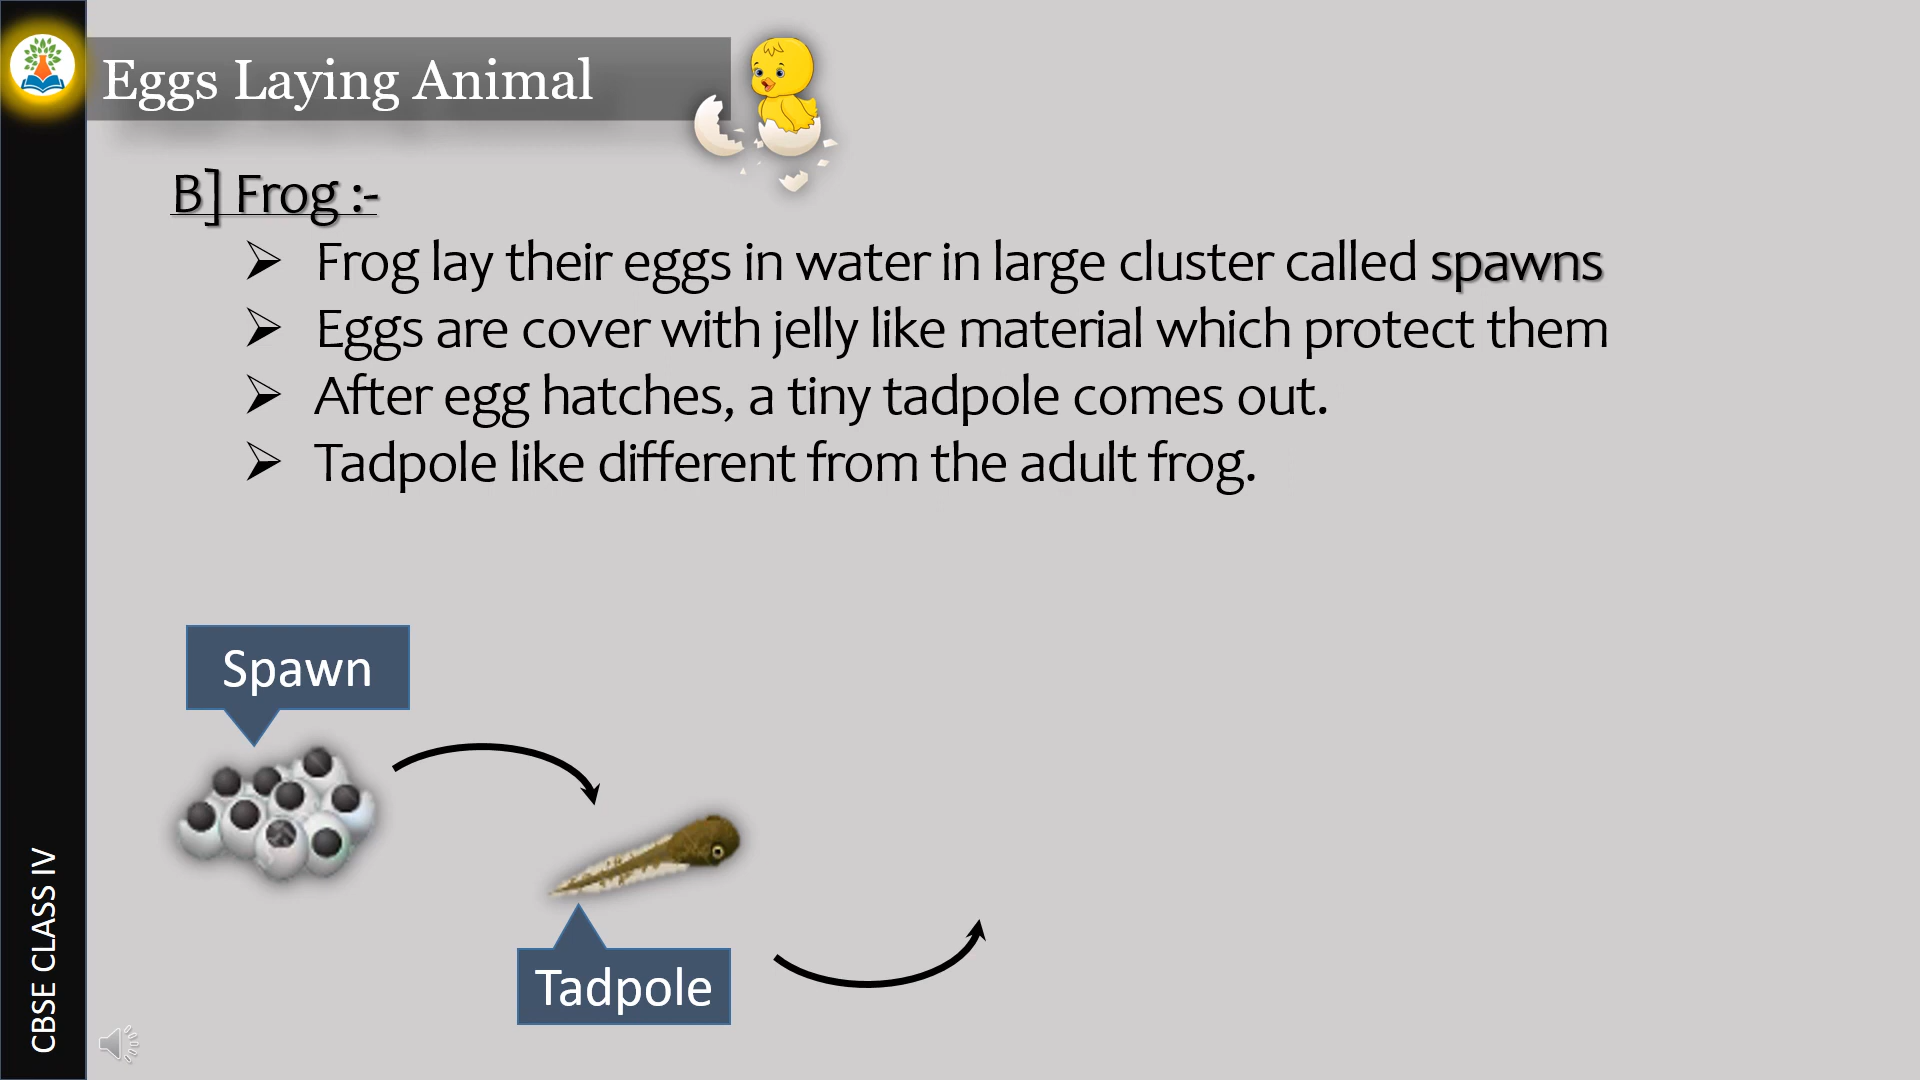 Eggs Laying Animal
B] Frog :-
➢ Frog lay their eggs in water in large cluster called spawns
➢ Eggs are cover with jelly like material which protect them
➢ After egg hatches, a tiny tadpole comes out.
➢ Tadpole like different from the adult frog.
Spawn
Tadpole
CBSE CLASS IV